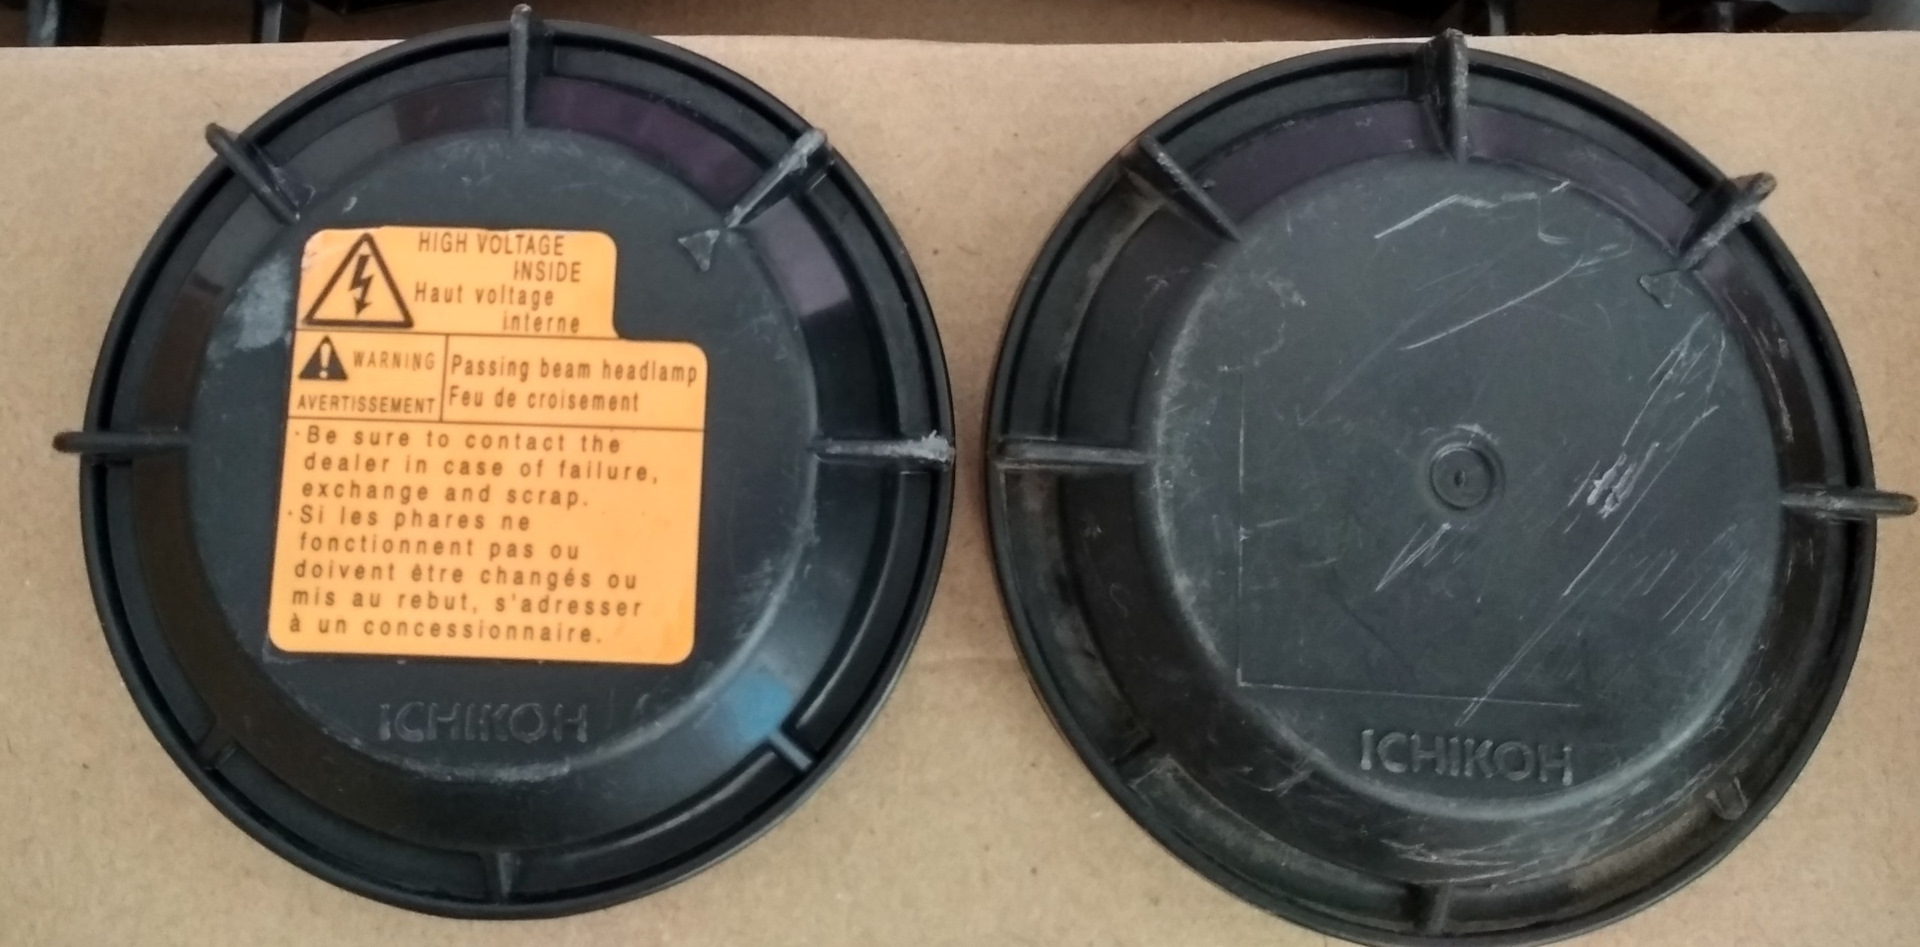 HIGH VOLTAGE
INSIDE
Haut voltage
interne
WARNING
AVERTISSEMENT
Passing beam headlamp
Feu de croisement
·Be sure to contact the
dealer in case of failure,
exchange and scrap.
·Si les phares ne
fonctionnent pas ou
doivent être changés ou
mis au rebut, s'adresser
à un concessionnaire.
ICHIKOH
ICHIKOH